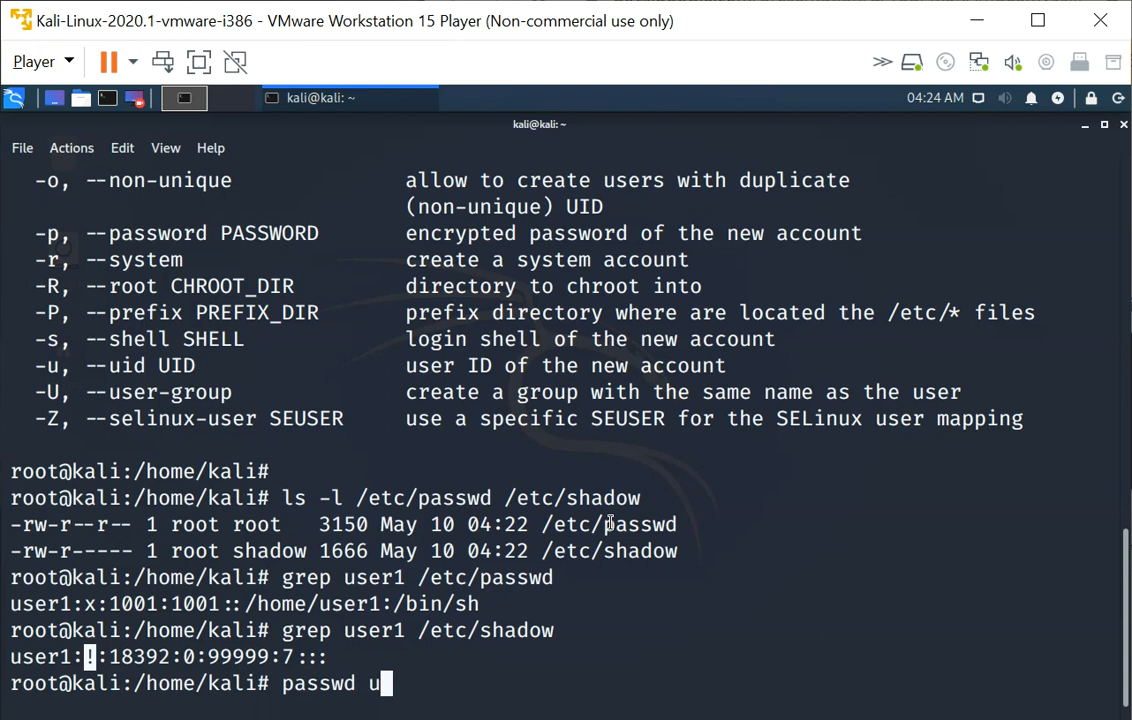 Kali-Linux-2020.1-vmware-i386 - VMware Workstation 15 Player (Non-commercial use only)
Player
kali@kali: ~
04:24 AM
kali@kali: ~
File Actions Edit View Help
-o, --non-unique allow to create users with duplicate
(non-unique) UID
-p, --password PASSWORD encrypted password of the new account
-r, --system create a system account
-R, --root CHROOT_DIR directory to chroot into
-P, --prefix PREFIX_DIR prefix directory where are located the /etc/* files
-s, --shell SHELL login shell of the new account
-u, --uid UID user ID of the new account
-U, --user-group create a group with the same name as the user
-Z, --selinux-user SEUSER use a specific SEUSER for the SELinux user mapping
root@kali:/home/kali#
root@kali:/home/kali# ls -l /etc/passwd /etc/shadow
-rw-r--r-- 1 root root 3150 May 10 04:22 /etc/passwd
-rw-r----- 1 root shadow 1666 May 10 04:22 /etc/shadow
root@kali:/home/kali# grep user1 /etc/passwd
user1:x:1001:1001::/home/user1:/bin/sh
root@kali:/home/kali# grep user1 /etc/shadow
user1:!:18392:0:99999:7:::
root@kali:/home/kali# passwd u